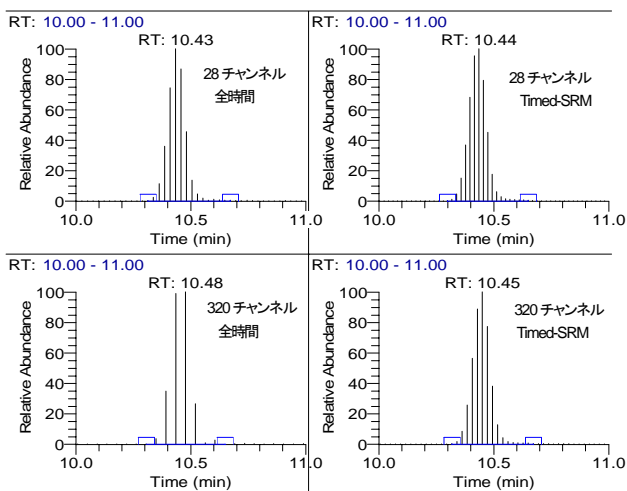 RT: 10.00 - 11.00
RT: 10.43
28 チャンネル
全時間
Relative Abundance
100
80
60
40
20
0
10.0
10.5
11.0
Time (min)
RT: 10.00 - 11.00
RT: 10.44
28 チャンネル
Timed-SRM
Relative Abundance
100
80
60
40
20
0
10.0
10.5
11.0
Time (min)
RT: 10.00 - 11.00
RT: 10.48
320 チャンネル
全時間
Relative Abundance
100
80
60
40
20
0
10.0
10.5
11.0
Time (min)
RT: 10.00 - 11.00
RT: 10.45
320 チャンネル
Timed-SRM
Relative Abundance
100
80
60
40
20
0
10.0
10.5
11.0
Time (min)